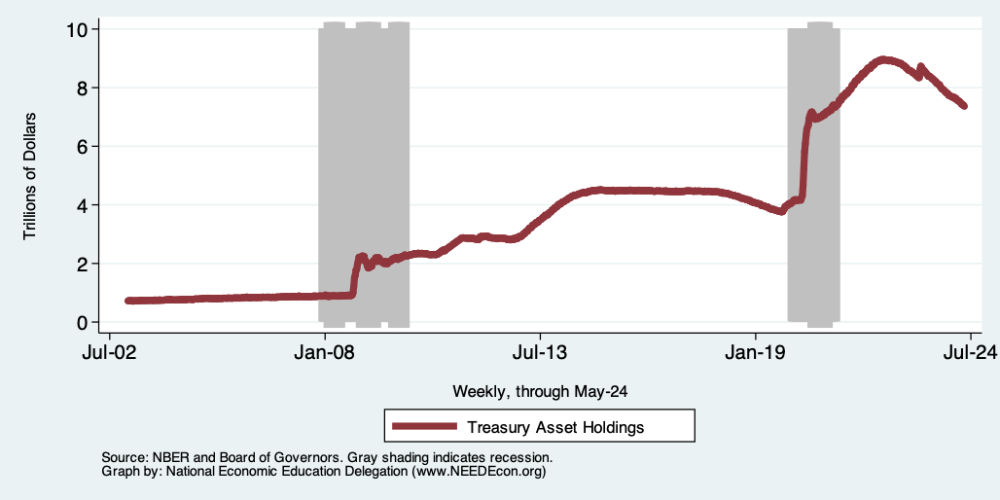 10
8
6
4
2
0
Trillions of Dollars
Jul-02 Jan-08 Jul-13 Jan-19 Jul-24
Weekly, through May-24
Treasury Asset Holdings
Source: NBER and Board of Governors. Gray shading indicates recession.
Graph by: National Economic Education Delegation (www.NEEDEcon.org)